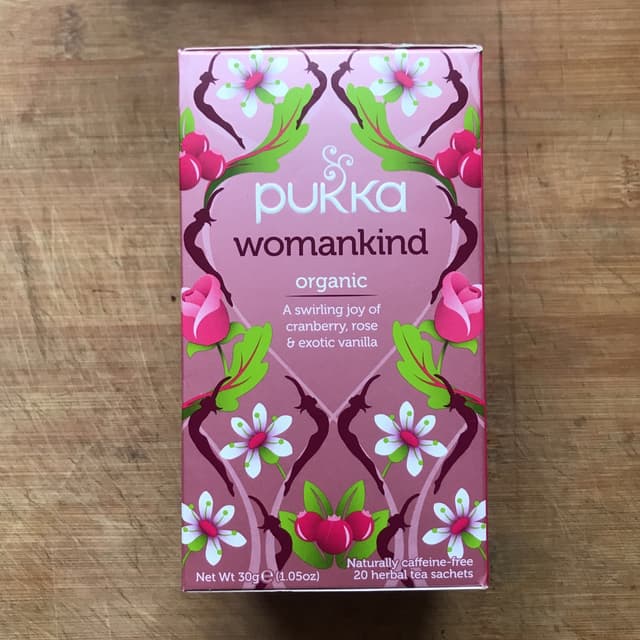 pukka
womankind
organic
A swirling joy of
cranberry, rose
& exotic vanilla
Naturally caffeine-free
Net Wt 30g ℮ (1.05oz)
20 herbal tea sachets